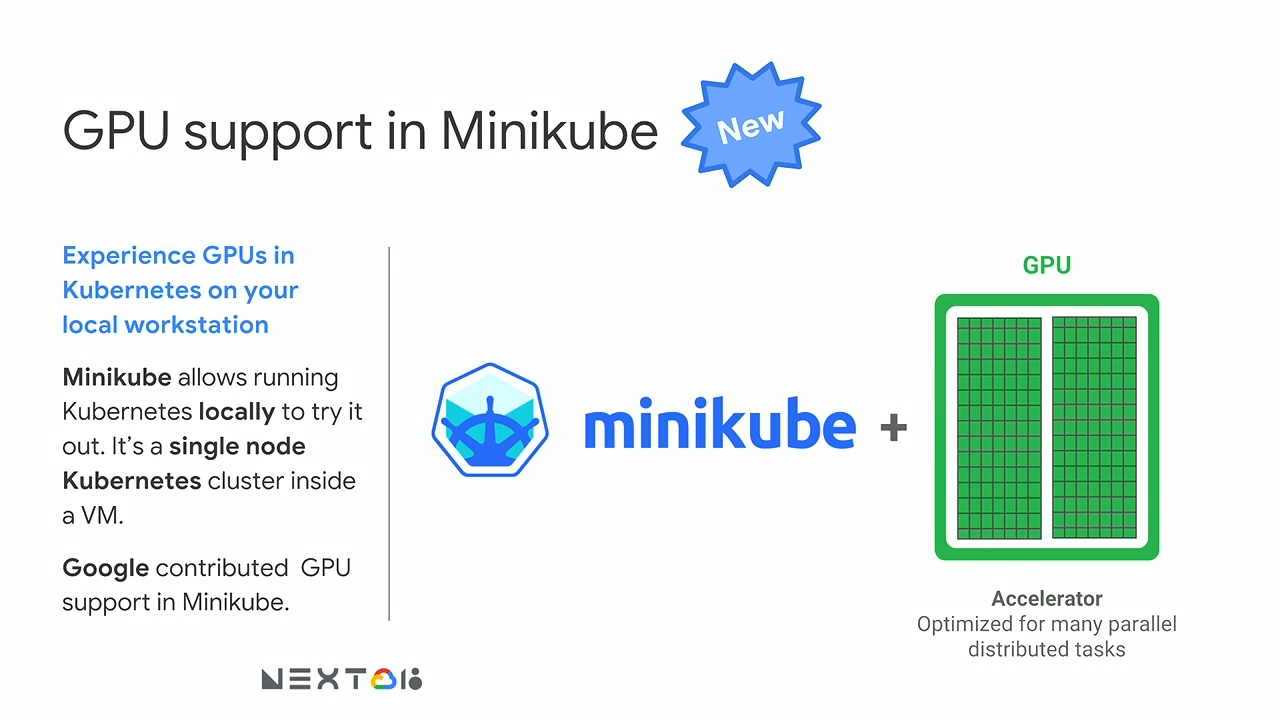 GPU support in Minikube
New
Experience GPUs in
Kubernetes on your
local workstation
Minikube allows running
Kubernetes locally to try it
out. It’s a single node
Kubernetes cluster inside
a VM.
Google contributed  GPU
support in Minikube.
minikube +
GPU
Accelerator
Optimized for many parallel
distributed tasks
NEXT 18